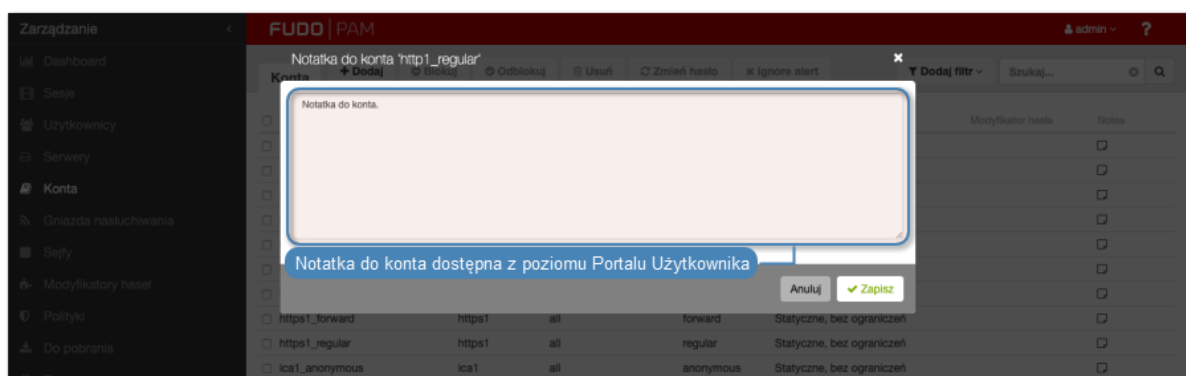 Zarządzanie
FUDO PAM
admin
?
Dashboard
Sesje
Użytkownicy
Serwery
Konta
Gniazda nasłuchiwania
Sejfy
Modyfikatory haseł
Polityki
Do pobrania
Notatka do konta 'http1_regular'
Konta
+ Dodaj
Blokuj
Odblokuj
Usuń
Zmień hasło
Ignore alert
Dodaj filtr
Szukaj...
Modyfikator hasła
Notes
Notatka do konta.
Notatka do konta dostępna z poziomu Portalu Użytkownika
Anuluj
Zapisz
https1_forward https1 all forward Statyczne, bez ograniczeń
https1_regular https1 all regular Statyczne, bez ograniczeń
ica1_anonymous ica1 all anonymous Statyczne, bez ograniczeń